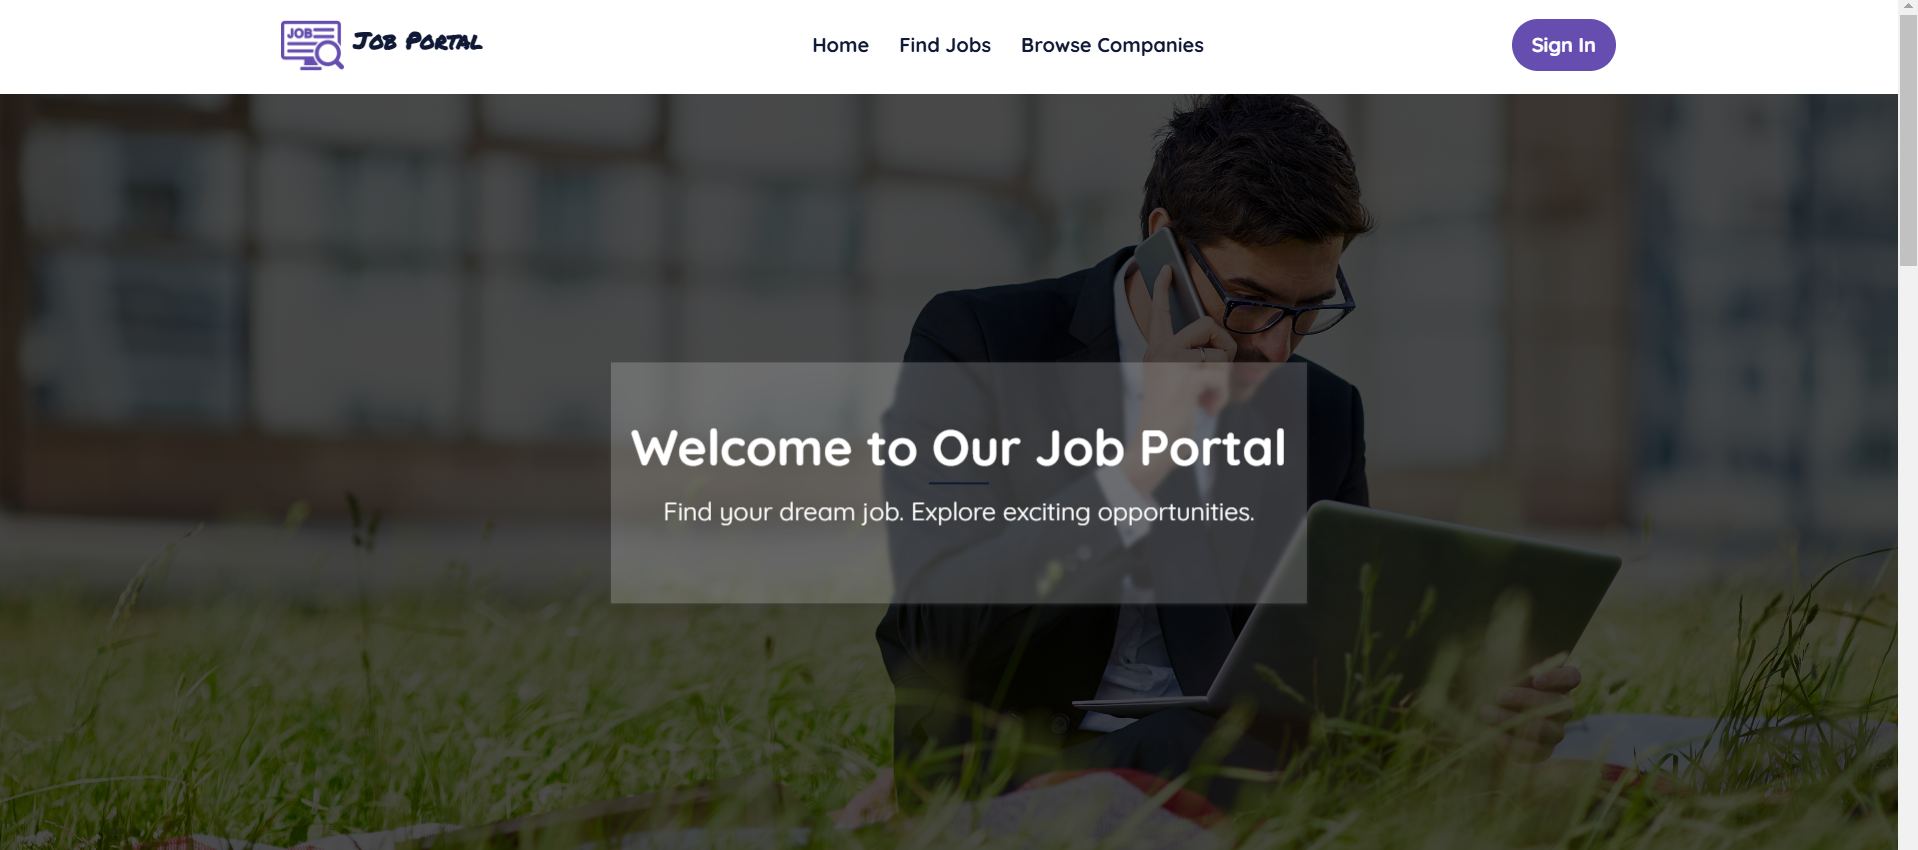 JOB
Job Portal
Home
Find Jobs
Browse Companies
Sign In
Welcome to Our Job Portal
Find your dream job. Explore exciting opportunities.